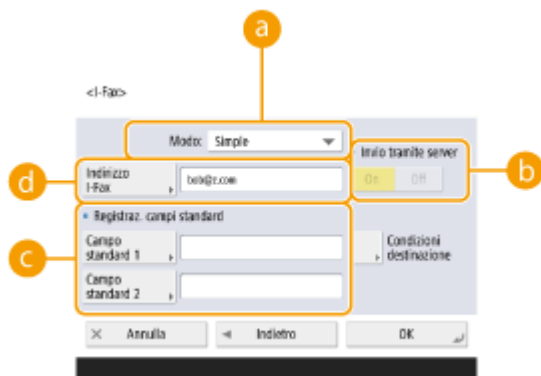 a
<I-Fax>
Modo: Simple
Invio tramite server
On Off
b
d
Indirizzo
I-Fax
bob@z.com
Registraz. campi standard
c
Campo
standard 1
Condizioni
destinazione
Campo
standard 2
Annulla Indietro OK